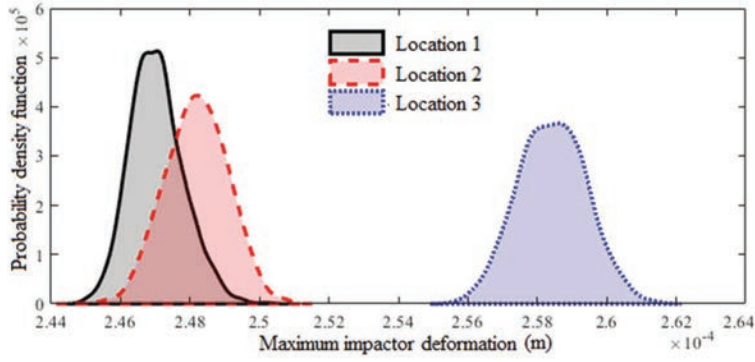 Probability density function ×10⁵
6
5
4
3
2
1
0
Location 1
Location 2
Location 3
2.44 2.46 2.48 2.5 2.52 2.54 2.56 2.58 2.6 2.62 2.64
Maximum impactor deformation (m) ×10⁻⁴